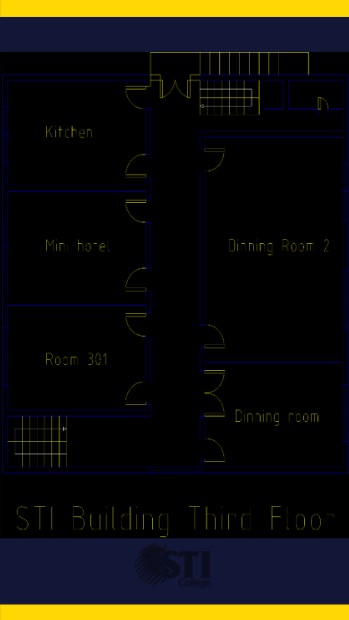 Kitchen
Mini hotel
Dinning Room 2
Room 301
Dinning room
STI Building Third Floor
STI
College